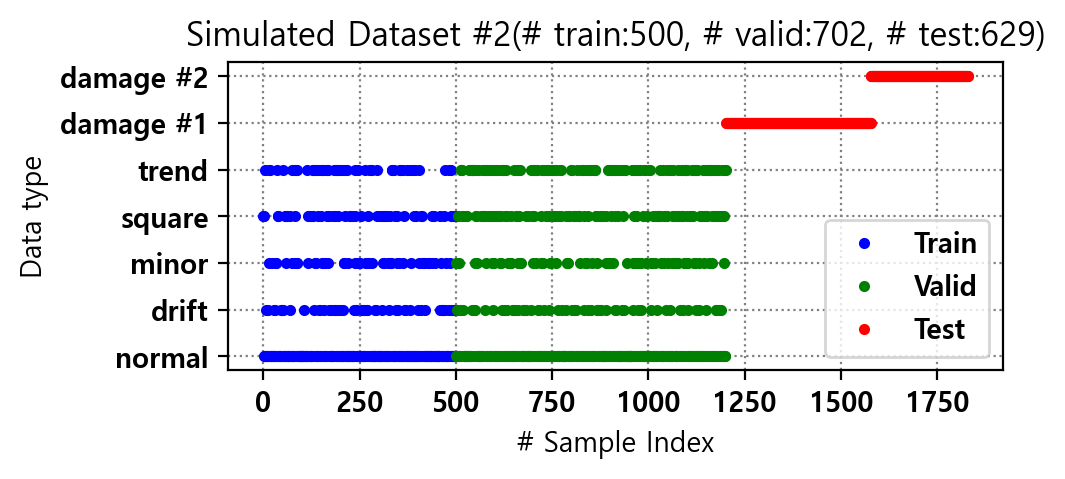 Simulated Dataset #2(# train:500, # valid:702, # test:629)
damage #2
damage #1
trend
square
minor
drift
normal
Data type
Train
Valid
Test
0 250 500 750 1000 1250 1500 1750
# Sample Index